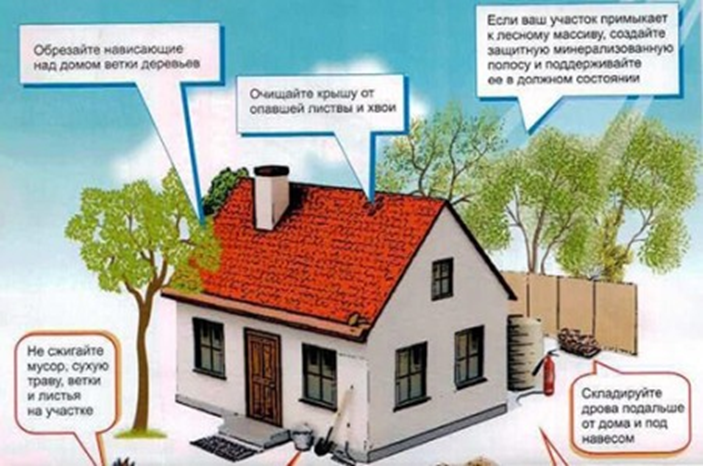 Обрезайте нависающие
над домом ветки деревьев
Очищайте крышу от
опавшей листвы и хвои
Если ваш участок примыкает
к лесному массиву, создайте
защитную минерализованную
полосу и поддерживайте
ее в должном состоянии
Не сжигайте
мусор, сухую
траву, ветки
и листья
на участке
Складируйте
дрова подальше
от дома и под
навесом